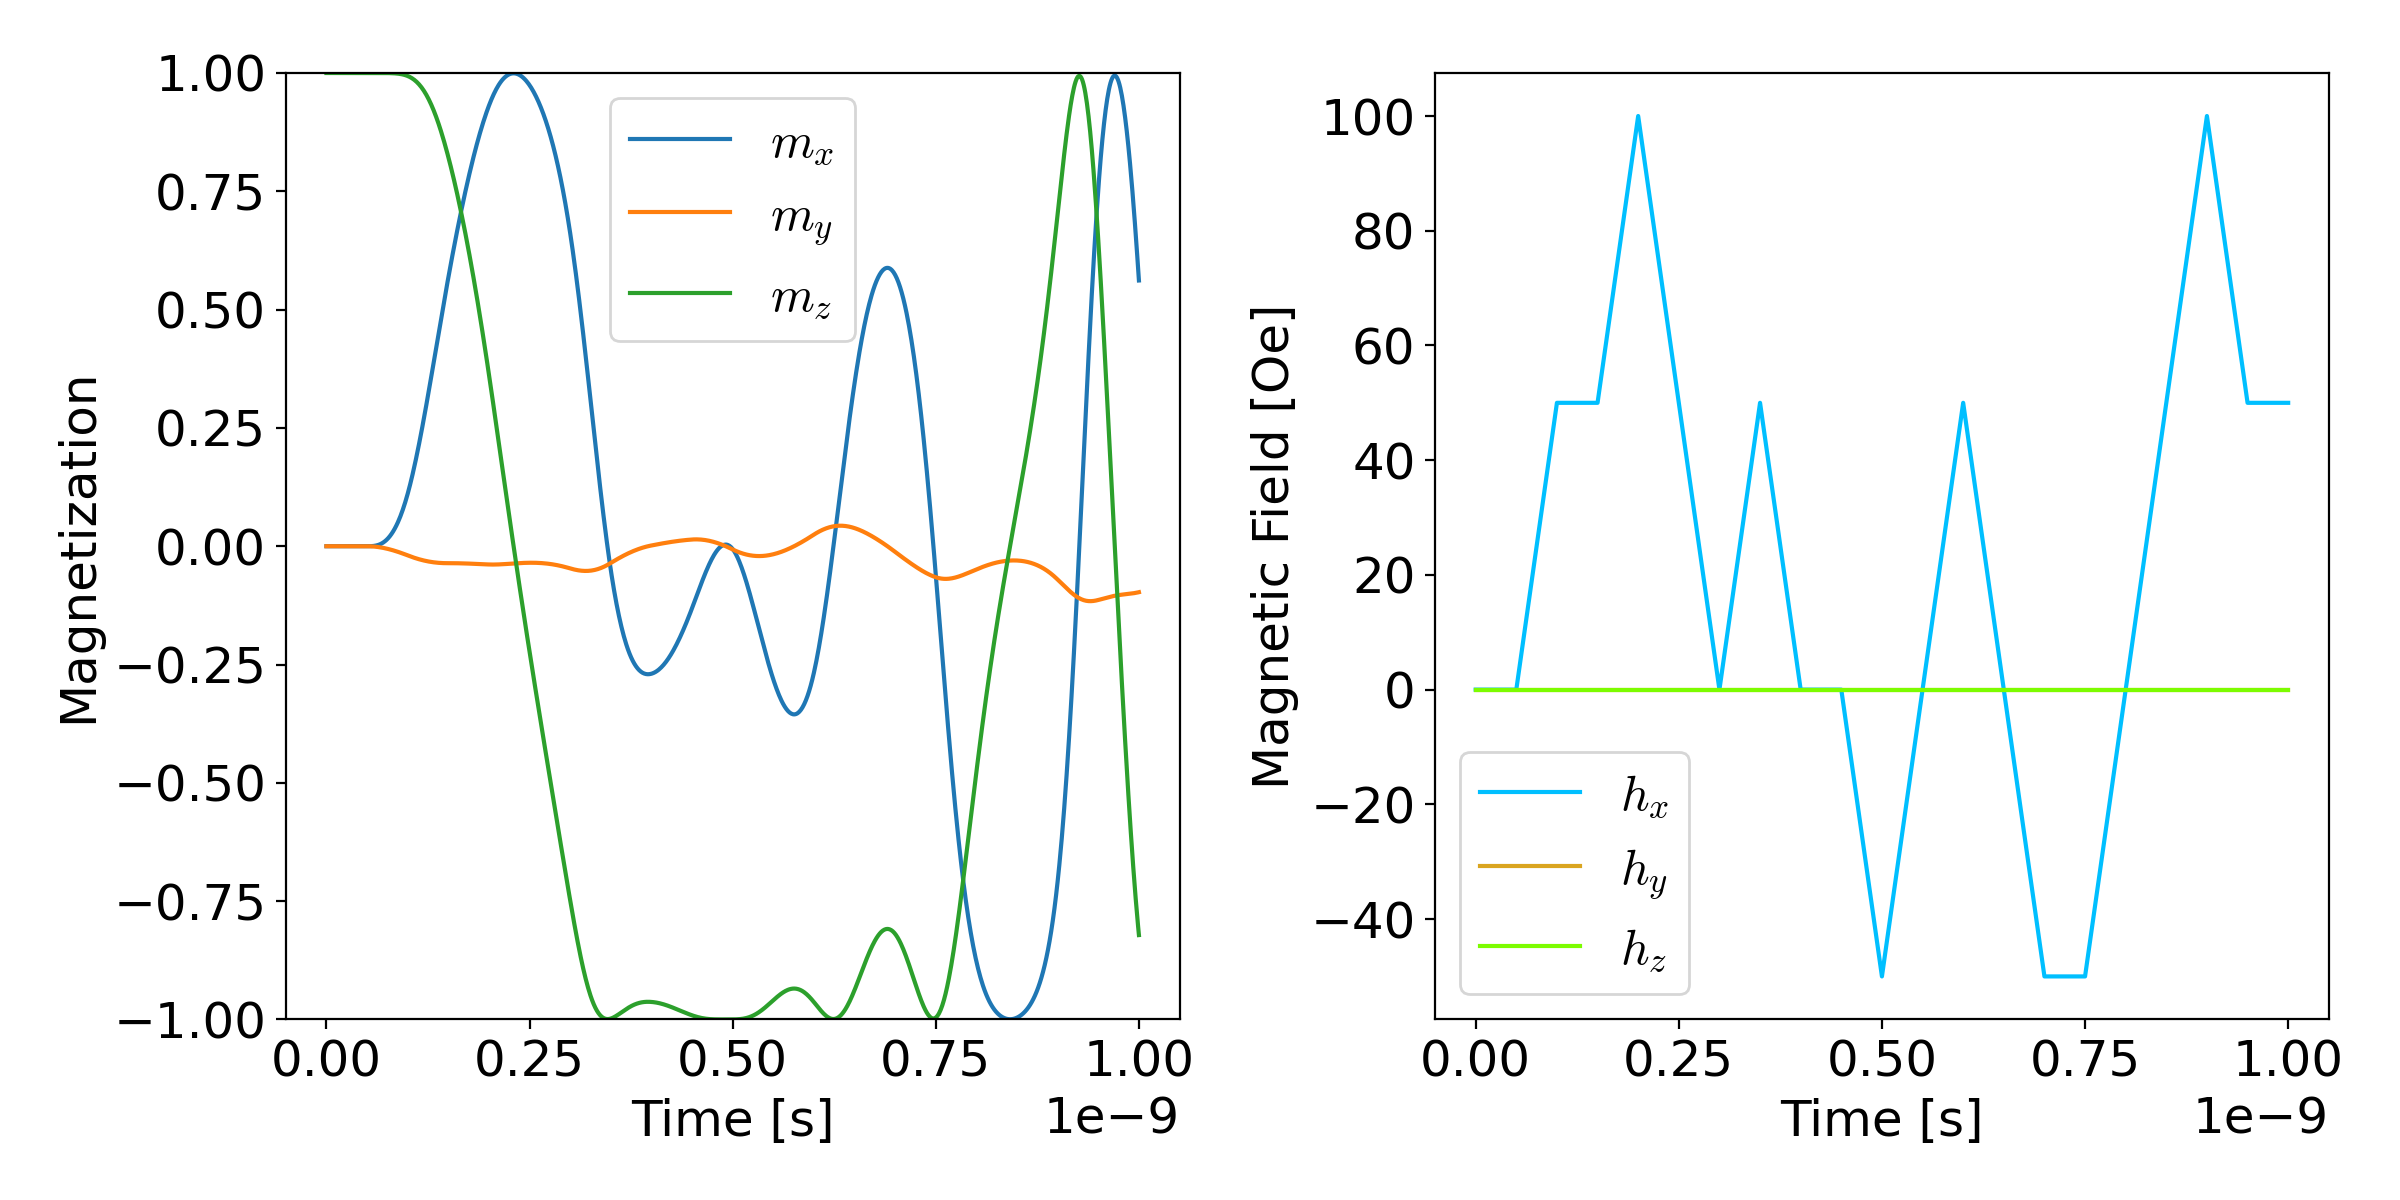 Magnetization
1.00
0.75
0.50
0.25
0.00
−0.25
−0.50
−0.75
−1.00
m_x
m_y
m_z
0.00 0.25 0.50 0.75 1.00
Time [s]
1e−9
Magnetic Field [Oe]
100
80
60
40
20
0
−20
−40
h_x
h_y
h_z
0.00 0.25 0.50 0.75 1.00
Time [s]
1e−9